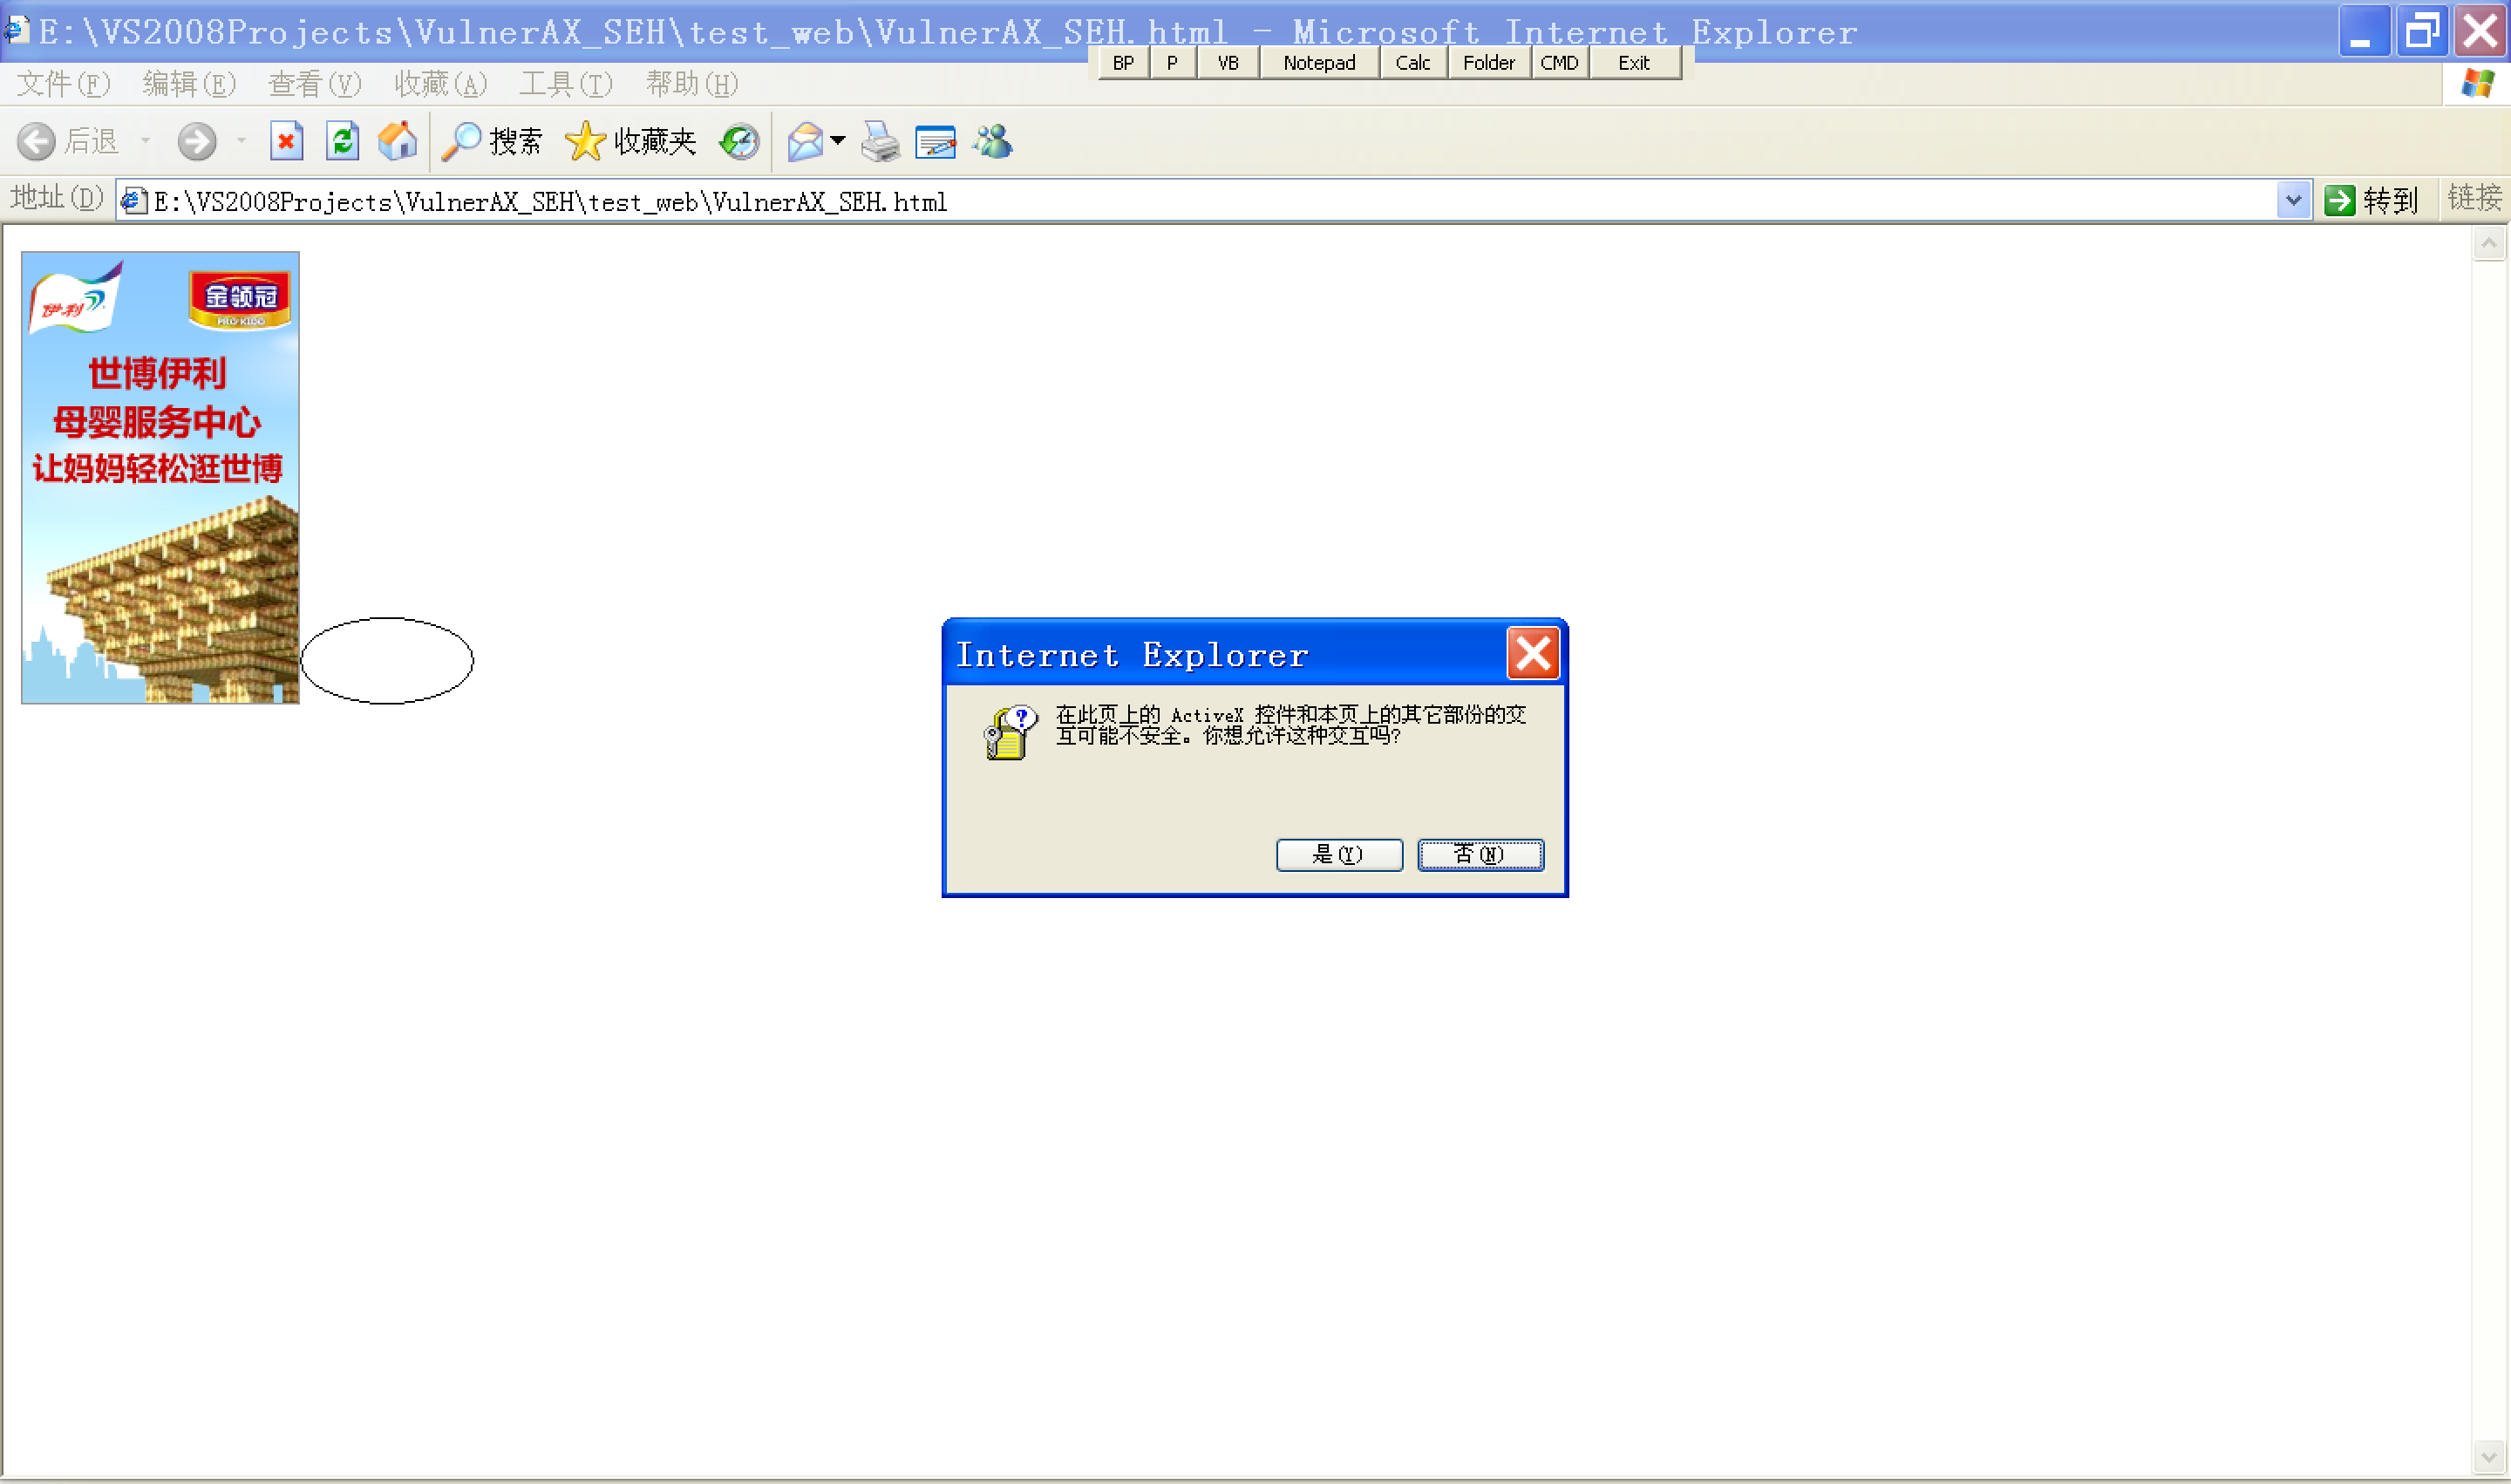 E:\VS2008Projects\VulnerAX_SEH\test_web\VulnerAX_SEH.html - Microsoft Internet Explorer
BP P VB Notepad Calc Folder CMD Exit
文件(F) 编辑(E) 查看(V) 收藏(A) 工具(T) 帮助(H)
后退 搜索 收藏夹
地址(D) E:\VS2008Projects\VulnerAX_SEH\test_web\VulnerAX_SEH.html 转到 链接
伊利 金领冠
PRO-KIDO
世博伊利
母婴服务中心
让妈妈轻松逛世博
Internet Explorer
在此页上的 ActiveX 控件和本页上的其它部份的交
互可能不安全。你想允许这种交互吗?
是(Y) 否(N)